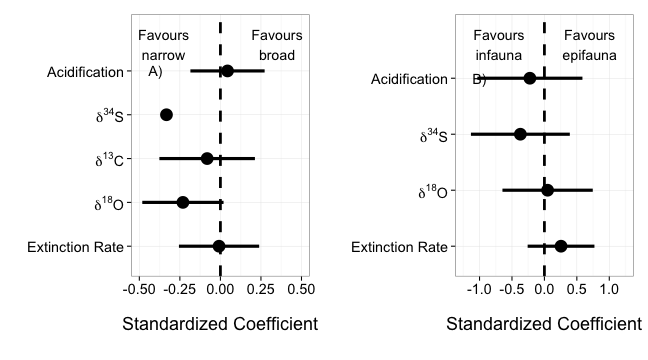 Favours Favours
narrow broad
A)
Acidification
δ34S
δ13C
δ18O
Extinction Rate
-0.50 -0.25 0.00 0.25 0.50
Standardized Coefficient
Favours Favours
infauna epifauna
B)
Acidification
δ34S
δ18O
Extinction Rate
-1.0 -0.5 0.0 0.5 1.0
Standardized Coefficient